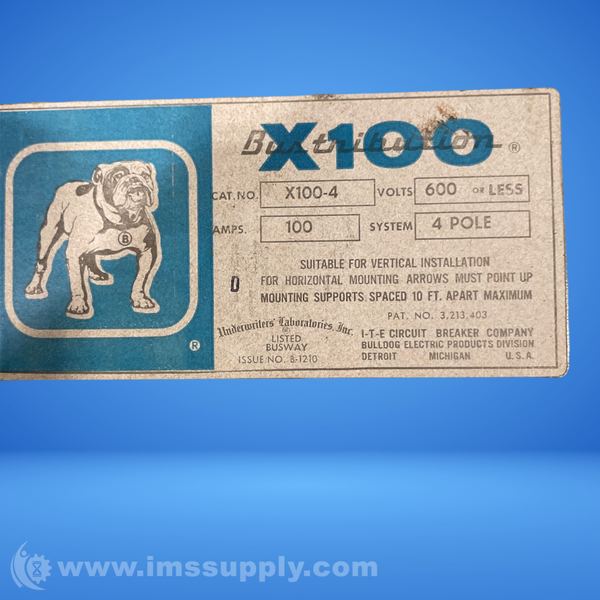 X100
Bustribution ®
CAT. NO. X100-4 VOLTS 600 OR LESS
AMPS. 100 SYSTEM 4 POLE
SUITABLE FOR VERTICAL INSTALLATION
FOR HORIZONTAL MOUNTING ARROWS MUST POINT UP
MOUNTING SUPPORTS SPACED 10 FT. APART MAXIMUM
D
PAT. NO. 3,213,403
Underwriters' Laboratories, Inc.
LISTED
BUSWAY
ISSUE NO. B-1210
I-T-E CIRCUIT BREAKER COMPANY
BULLDOG ELECTRIC PRODUCTS DIVISION
DETROIT MICHIGAN U.S.A.
B
®
www.imssupply.com